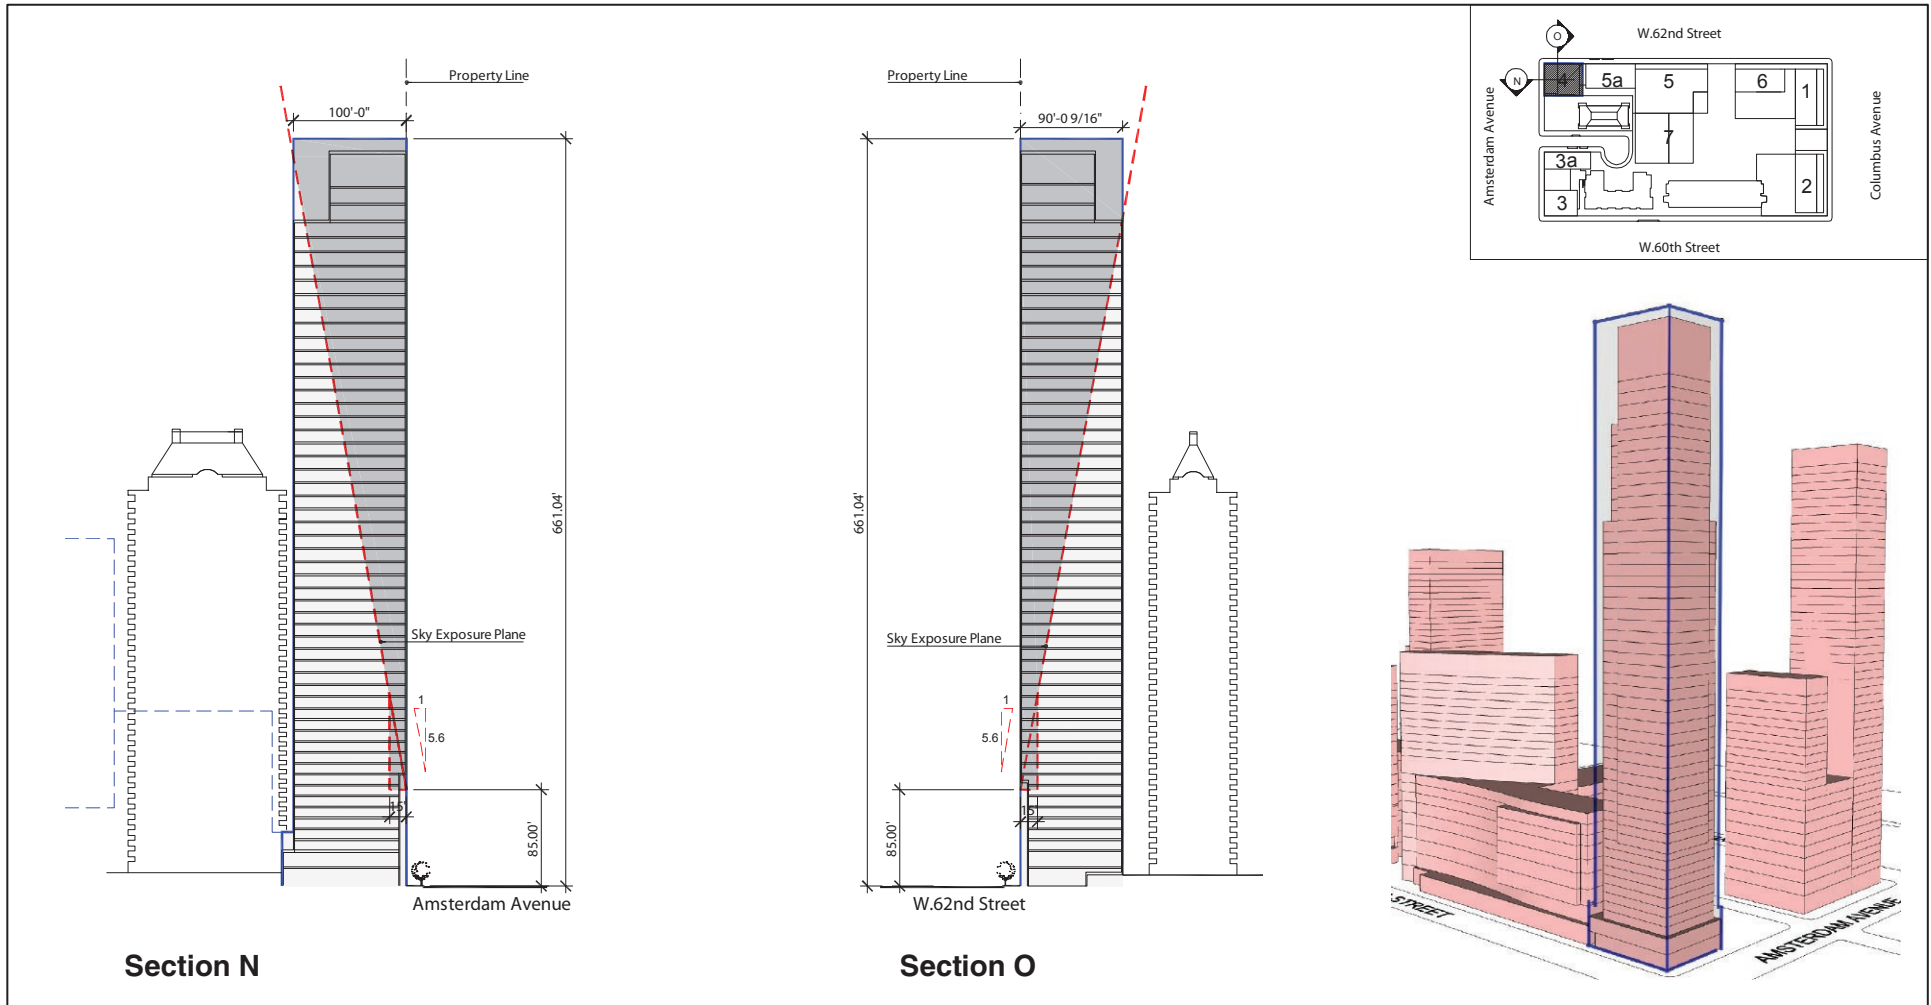 Property Line
100'-0"
661.04'
Sky Exposure Plane
1
5.6
15'
85.00'
Amsterdam Avenue
Section N
Property Line
90'-0 9/16"
661.04'
Sky Exposure Plane
1
5.6
15'
85.00'
W.62nd Street
Section O
W.62nd Street
O
N
4
5a
5
6
1
7
3a
3
2
Amsterdam Avenue
Columbus Avenue
W.60th Street
STREET
AMSTERDAM AVENUE